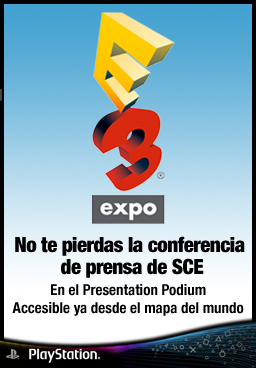 E3
expo
No te pierdas la conferencia
de prensa de SCE
En el Presentation Podium
Accesible ya desde el mapa del mundo
PlayStation.